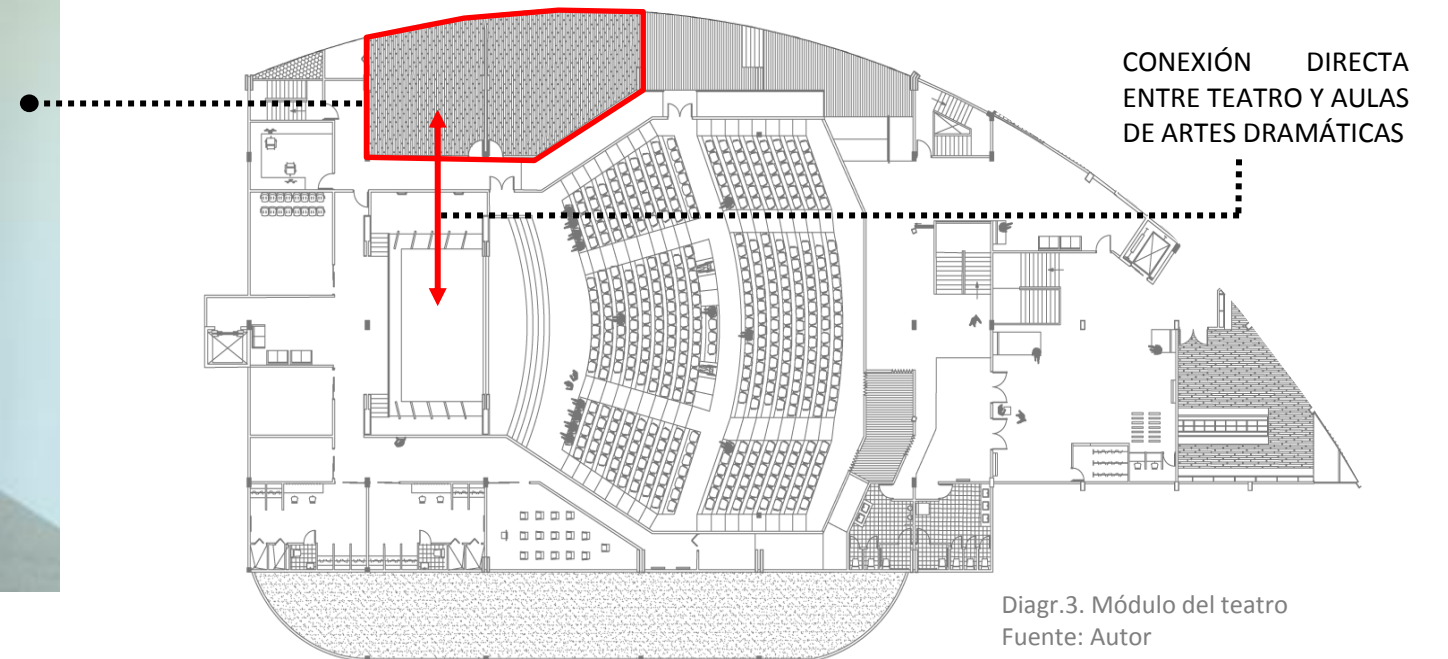 CONEXIÓN DIRECTA
ENTRE TEATRO Y AULAS
DE ARTES DRAMÁTICAS
Diagr.3. Módulo del teatro
Fuente: Autor